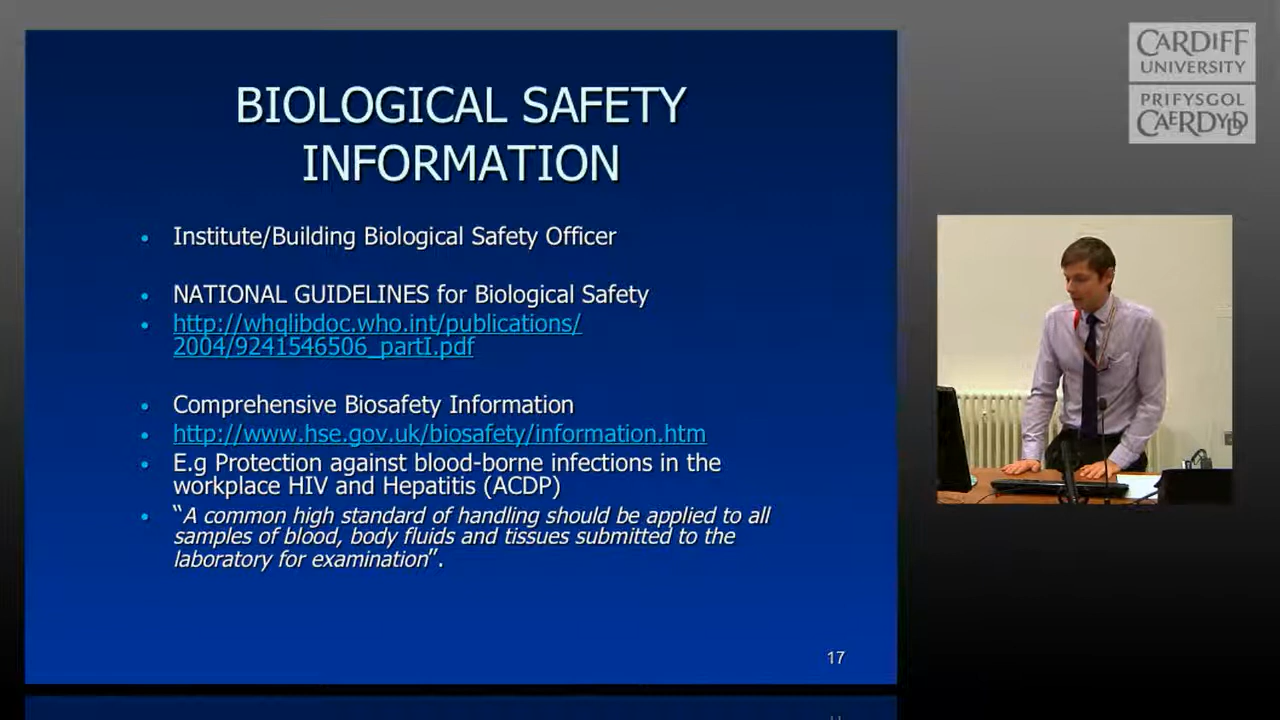 BIOLOGICAL SAFETY
INFORMATION
Institute/Building Biological Safety Officer
NATIONAL GUIDELINES for Biological Safety
http://whqlibdoc.who.int/publications/
2004/9241546506_partI.pdf
Comprehensive Biosafety Information
http://www.hse.gov.uk/biosafety/information.htm
E.g Protection against blood-borne infections in the
workplace HIV and Hepatitis (ACDP)
“A common high standard of handling should be applied to all
samples of blood, body fluids and tissues submitted to the
laboratory for examination”.
17
CARDIFF
UNIVERSITY
PRIFYSGOL
CAERDYDD